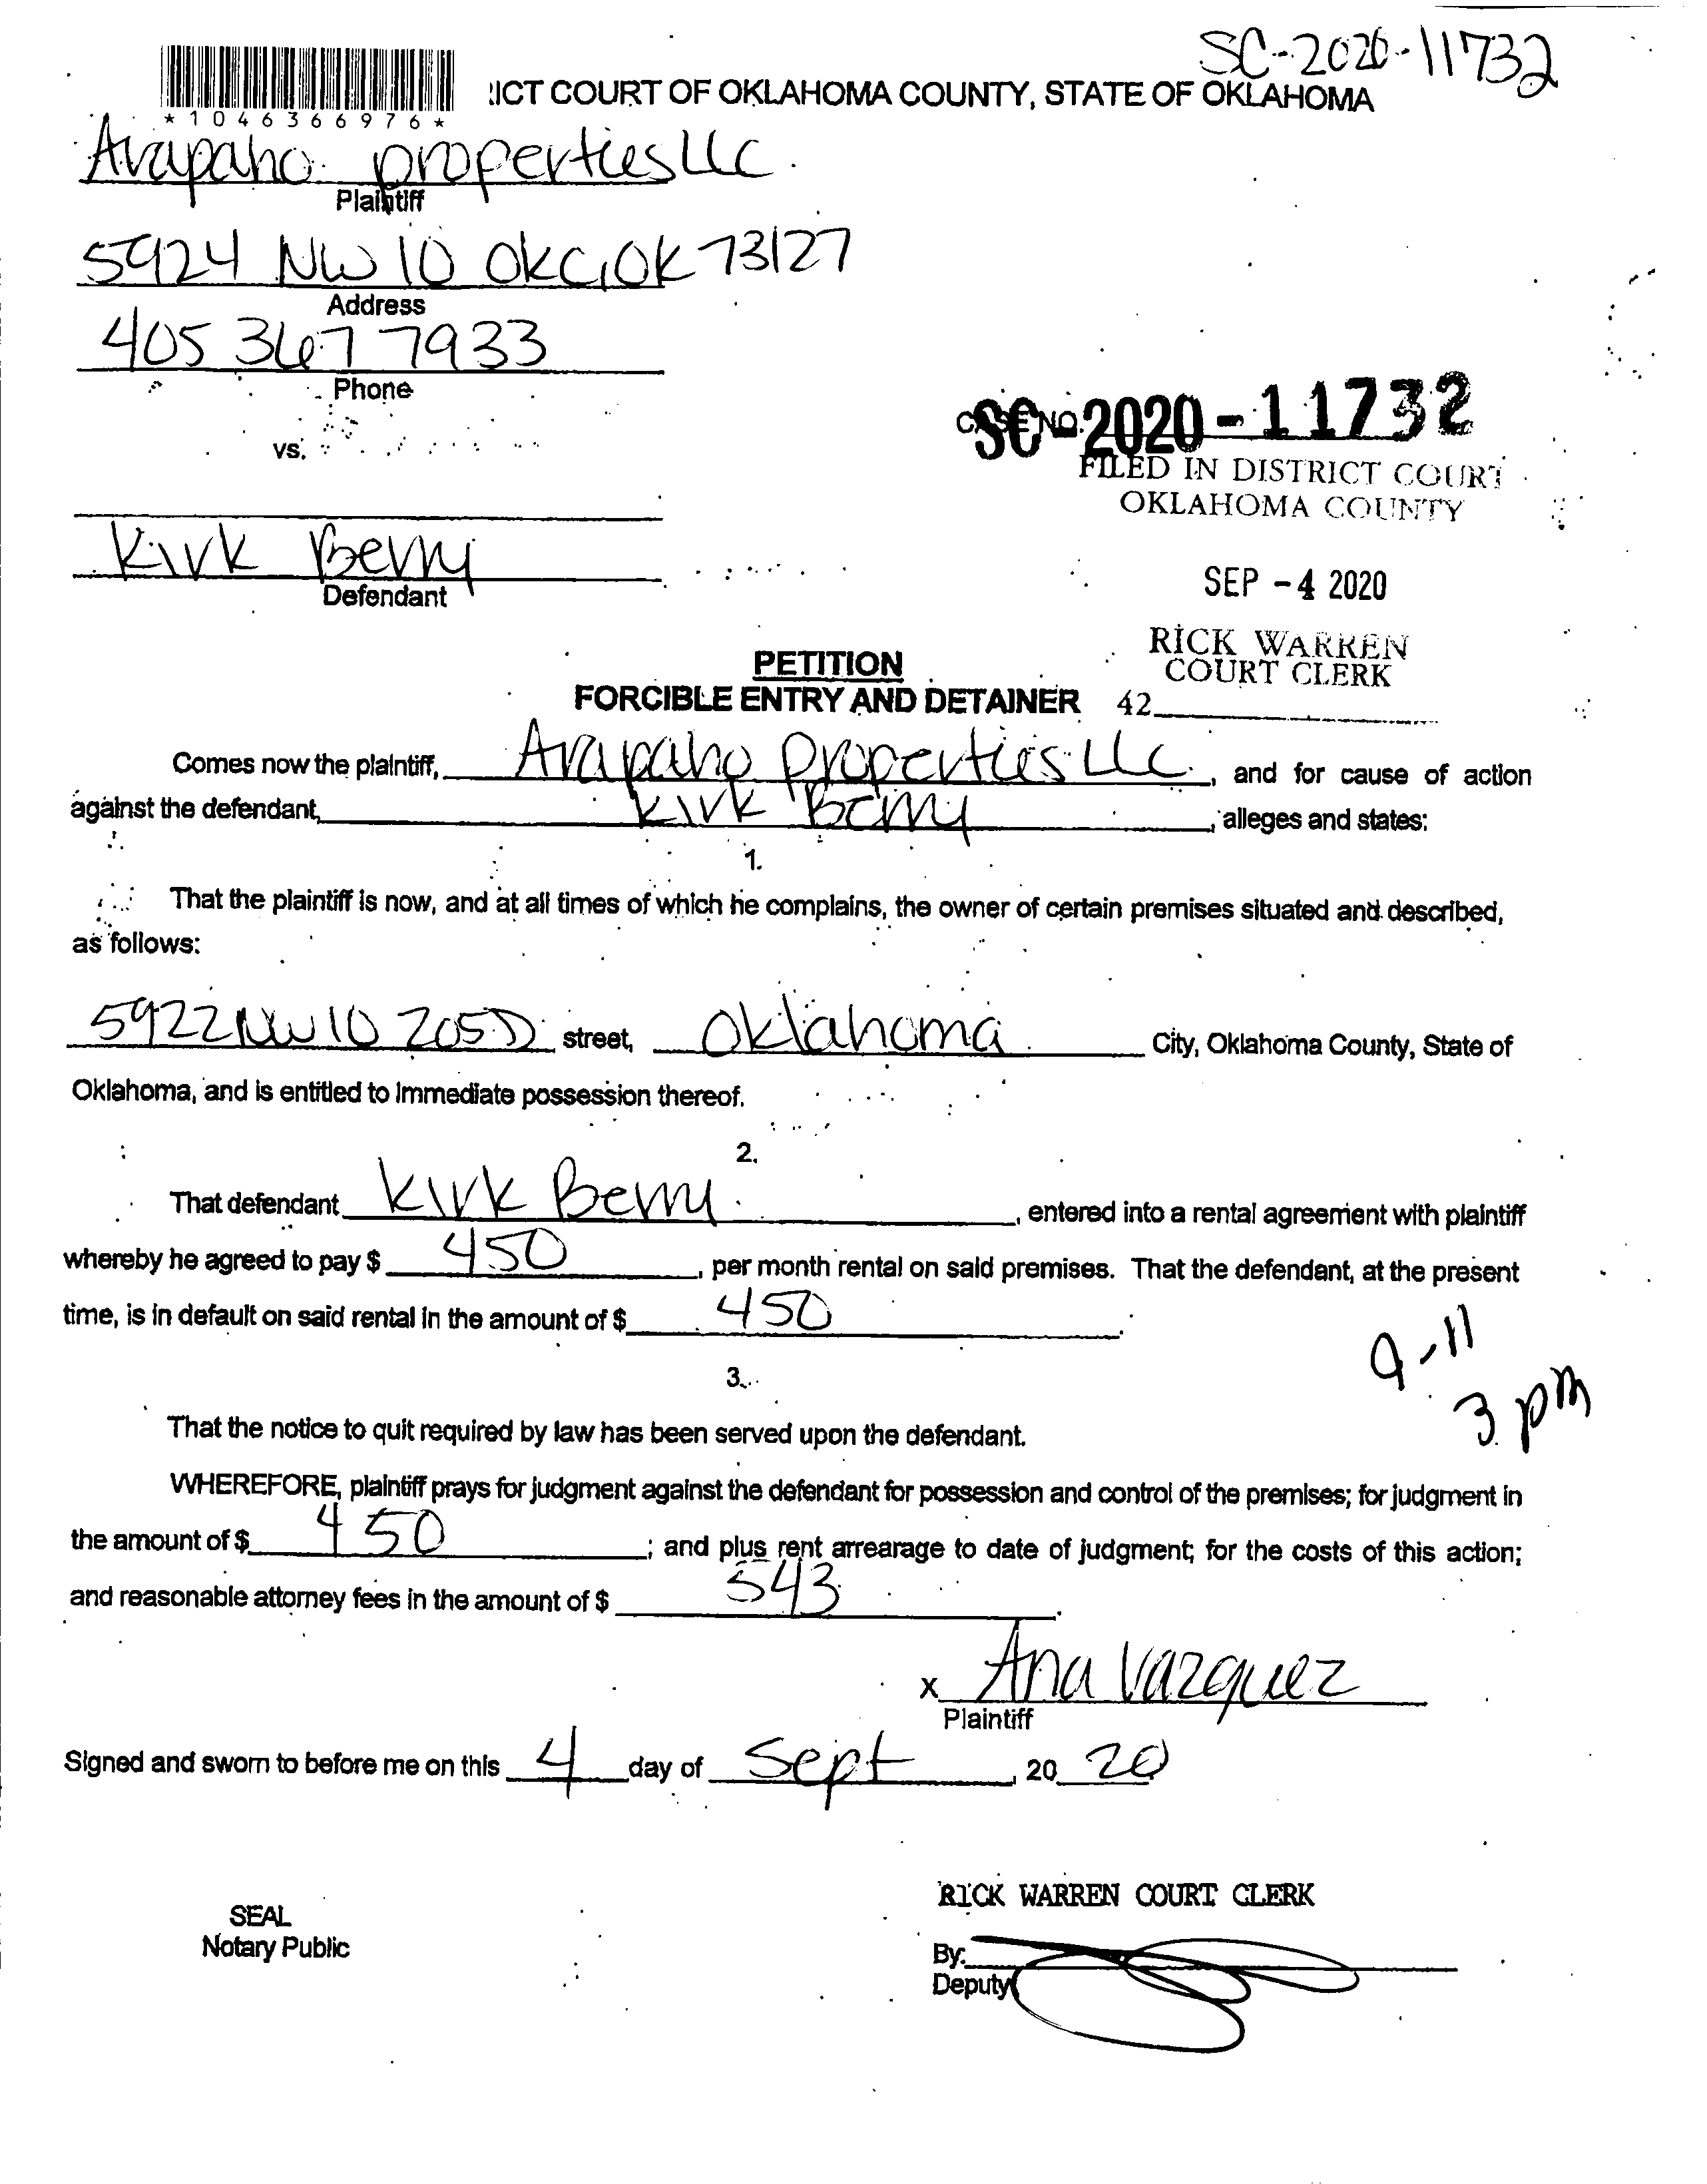 SC-2020-11732
ICT COURT OF OKLAHOMA COUNTY, STATE OF OKLAHOMA
*1046366976*
Arapaho properties LLC.
Plaintiff
5924 NW 10 OKC, OK 73127
Address
405 367 7933
Phone
vs.
CASE NO.
SC-2020-11732
FILED IN DISTRICT COURT
OKLAHOMA COUNTY
Kirk Berry
Defendant
SEP -4 2020
RICK WARREN
COURT CLERK
42
PETITION
FORCIBLE ENTRY AND DETAINER
Comes now the plaintiff, Arapaho properties LLC., and for cause of action
against the defendant, Kirk Berry, alleges and states:
1.
That the plaintiff is now, and at all times of which he complains, the owner of certain premises situated and described,
as follows:
5922 NW 10 205D street, Oklahoma City, Oklahoma County, State of
Oklahoma, and is entitled to immediate possession thereof.
2.
That defendant Kirk Berry, entered into a rental agreement with plaintiff
whereby he agreed to pay $ 450, per month rental on said premises. That the defendant, at the present
time, is in default on said rental in the amount of $ 450.
9-11
3 pm
3.
That the notice to quit required by law has been served upon the defendant.
WHEREFORE, plaintiff prays for judgment against the defendant for possession and control of the premises; for judgment in
the amount of $ 450; and plus rent arrearage to date of judgment; for the costs of this action;
and reasonable attorney fees in the amount of $ 543.
X Ana Vazquez
Plaintiff
Signed and sworn to before me on this 4 day of Sept, 20 20
RICK WARREN COURT CLERK
SEAL
Notary Public
By:
Deputy